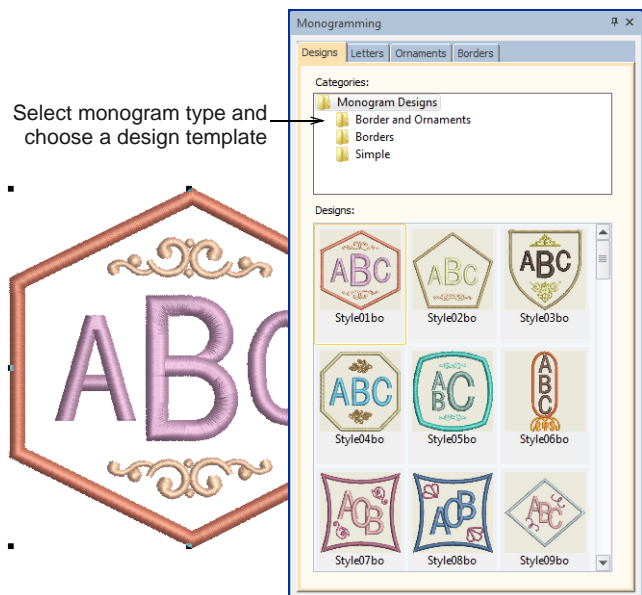 Monogramming
Designs Letters Ornaments Borders
Categories:
Monogram Designs
Border and Ornaments
Borders
Simple
Select monogram type and
choose a design template
Designs:
ABC ABC ABC
Style01bo Style02bo Style03bo
ABC ABC ABC
Style04bo Style05bo Style06bo
AOB AOB ABC
Style07bo Style08bo Style09bo
ABC